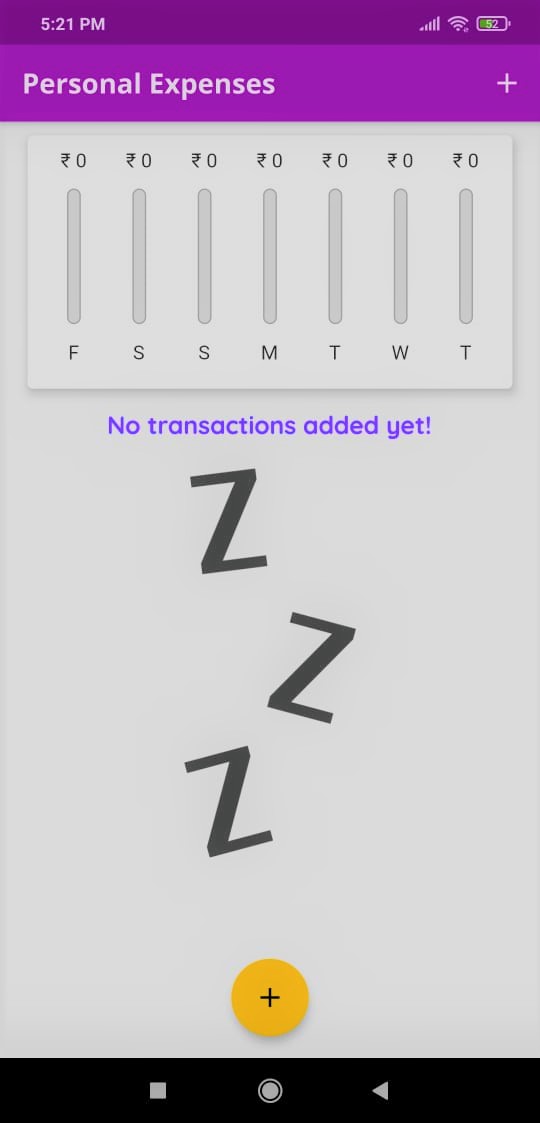 5:21 PM 52
Personal Expenses +
₹ 0 ₹ 0 ₹ 0 ₹ 0 ₹ 0 ₹ 0 ₹ 0
F S S M T W T
No transactions added yet!
Z
Z
Z
+